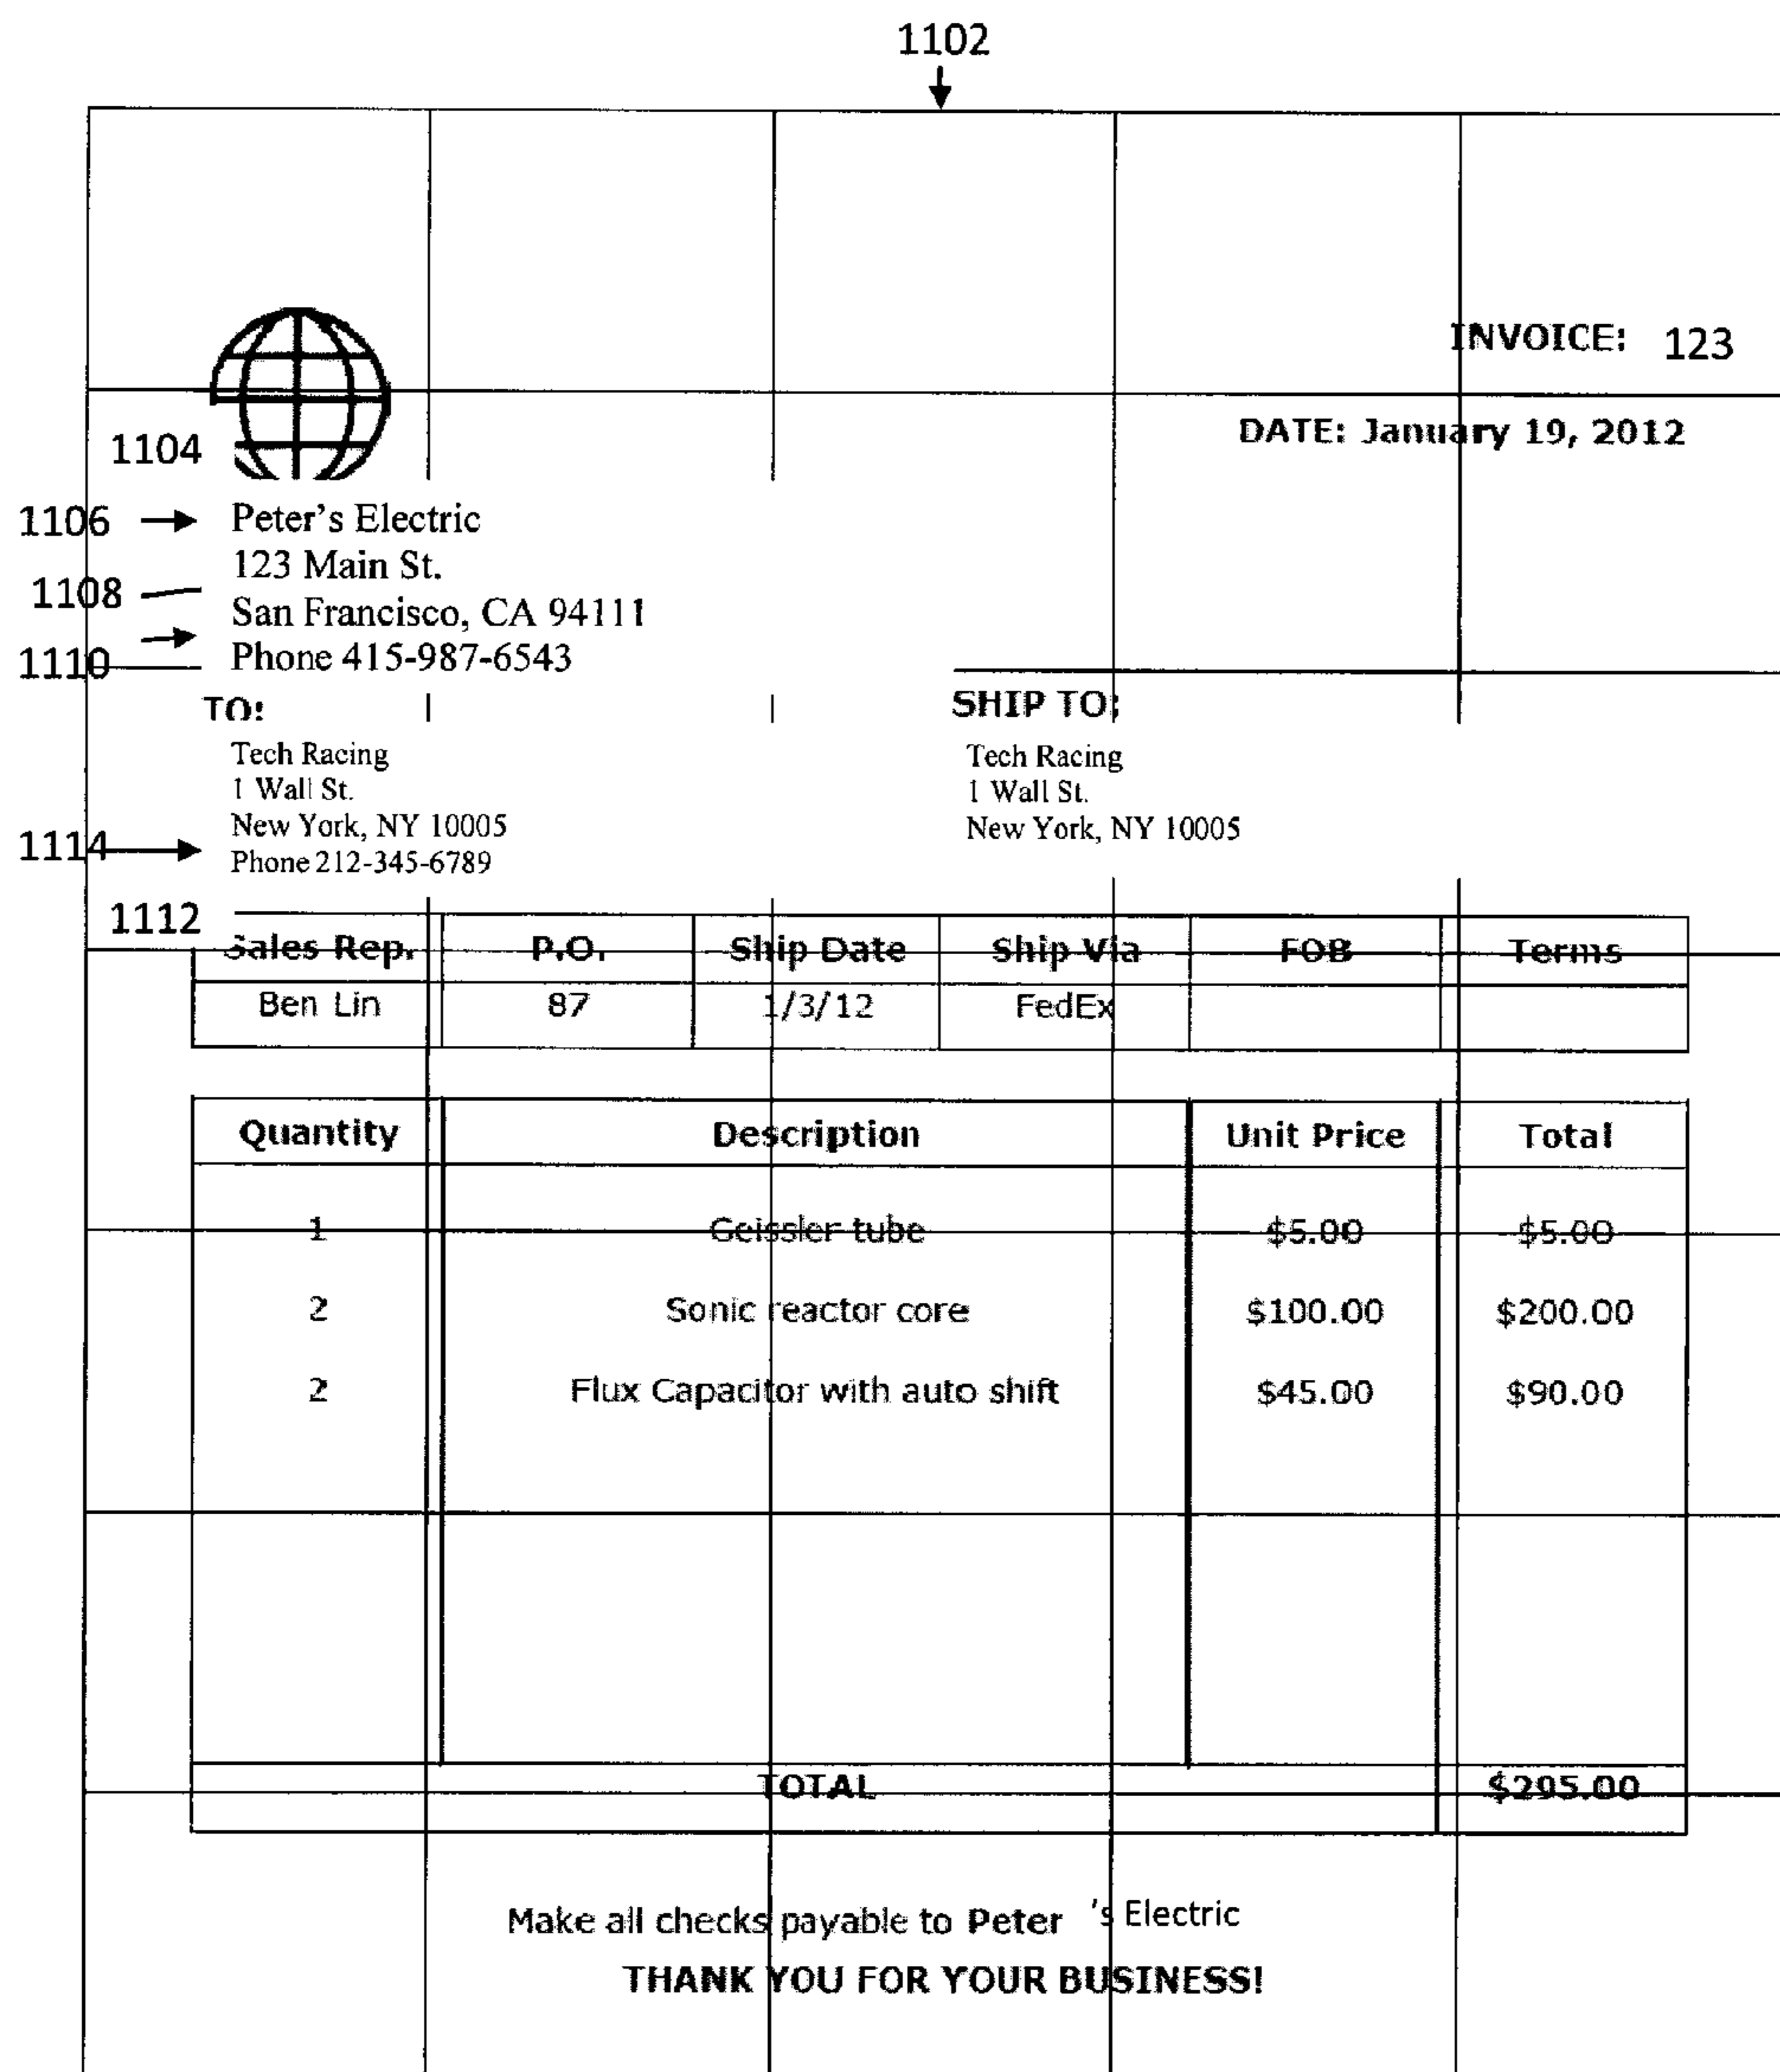 1102
INVOICE: 123
DATE: January 19, 2012
1104
1106 Peter's Electric
123 Main St.
1108
San Francisco, CA 94111
1110 Phone 415-987-6543
TO: SHIP TO:
Tech Racing Tech Racing
1 Wall St. 1 Wall St.
New York, NY 10005 New York, NY 10005
1114
Phone 212-345-6789
1112
Sales Rep. P.O. Ship Date Ship Via FOB Terms
Ben Lin 87 1/3/12 FedEx
Quantity Description Unit Price Total
1 Geissler tube $5.00 $5.00
2 Sonic reactor core $100.00 $200.00
2 Flux Capacitor with auto shift $45.00 $90.00
TOTAL $295.00
Make all checks payable to Peter 's Electric
THANK YOU FOR YOUR BUSINESS!